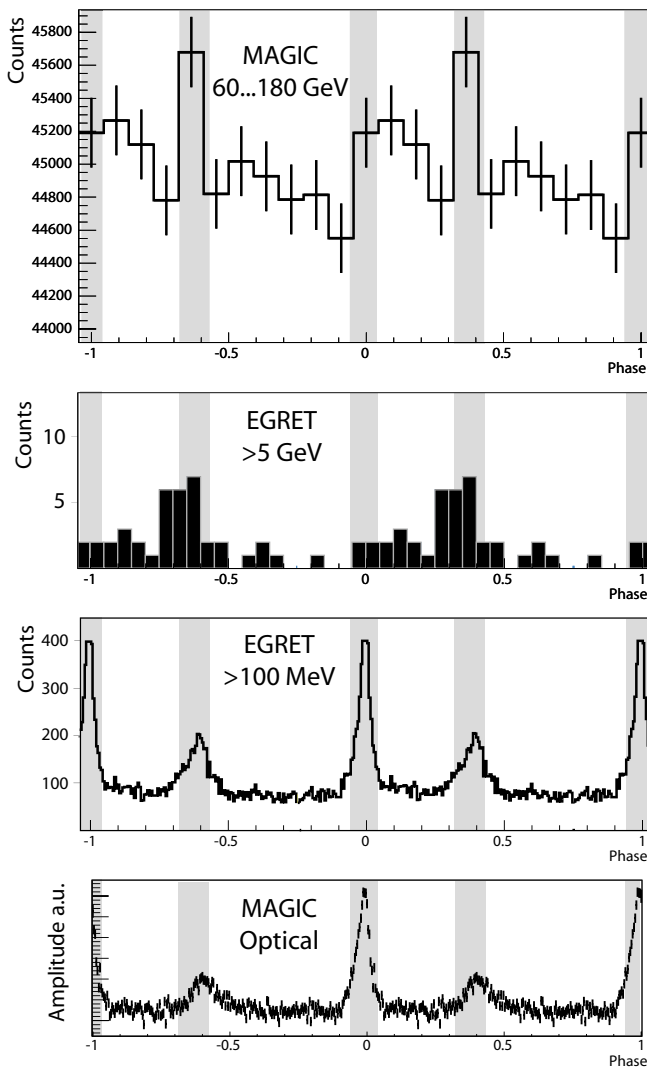 Counts
MAGIC
60...180 GeV
45800
45600
45400
45200
45000
44800
44600
44400
44200
44000
-1 -0.5 0 0.5 1
Phase
Counts
EGRET
>5 GeV
10
5
-1 -0.5 0 0.5 1
Phase
Counts
EGRET
>100 MeV
400
300
200
100
-1 -0.5 0 0.5 1
Phase
Amplitude a.u.
MAGIC
Optical
-1 -0.5 0 0.5 1
Phase